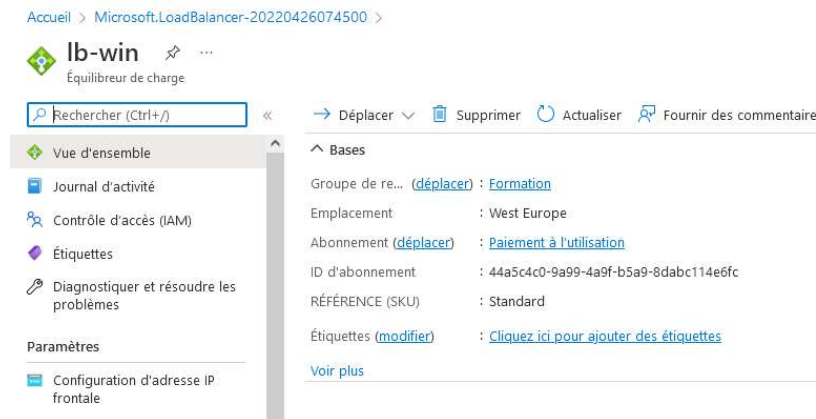 Accueil > Microsoft.LoadBalancer-20220426074500 >
lb-win ...
Équilibreur de charge
Rechercher (Ctrl+/) «
Déplacer Supprimer Actualiser Fournir des commentaire
Vue d'ensemble
Journal d'activité
Contrôle d'accès (IAM)
Étiquettes
Diagnostiquer et résoudre les
problèmes
Paramètres
Configuration d'adresse IP
frontale
Bases
Groupe de re... (déplacer) : Formation
Emplacement : West Europe
Abonnement (déplacer) : Paiement à l'utilisation
ID d'abonnement : 44a5c4c0-9a99-4a9f-b5a9-8dabc114e6fc
RÉFÉRENCE (SKU) : Standard
Étiquettes (modifier) : Cliquez ici pour ajouter des étiquettes
Voir plus